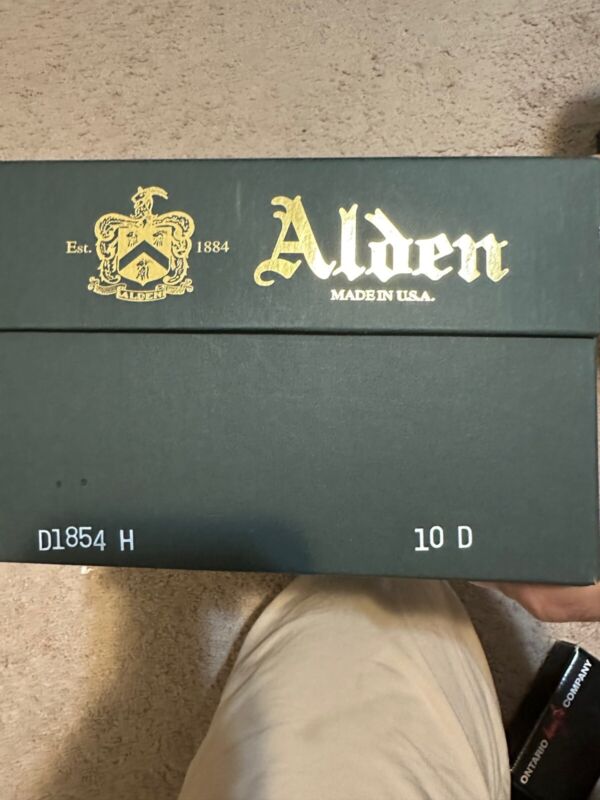 Est. 1884
ALDEN
Alden
MADE IN U.S.A.
D1854 H 10 D
ONTARIO COMPANY